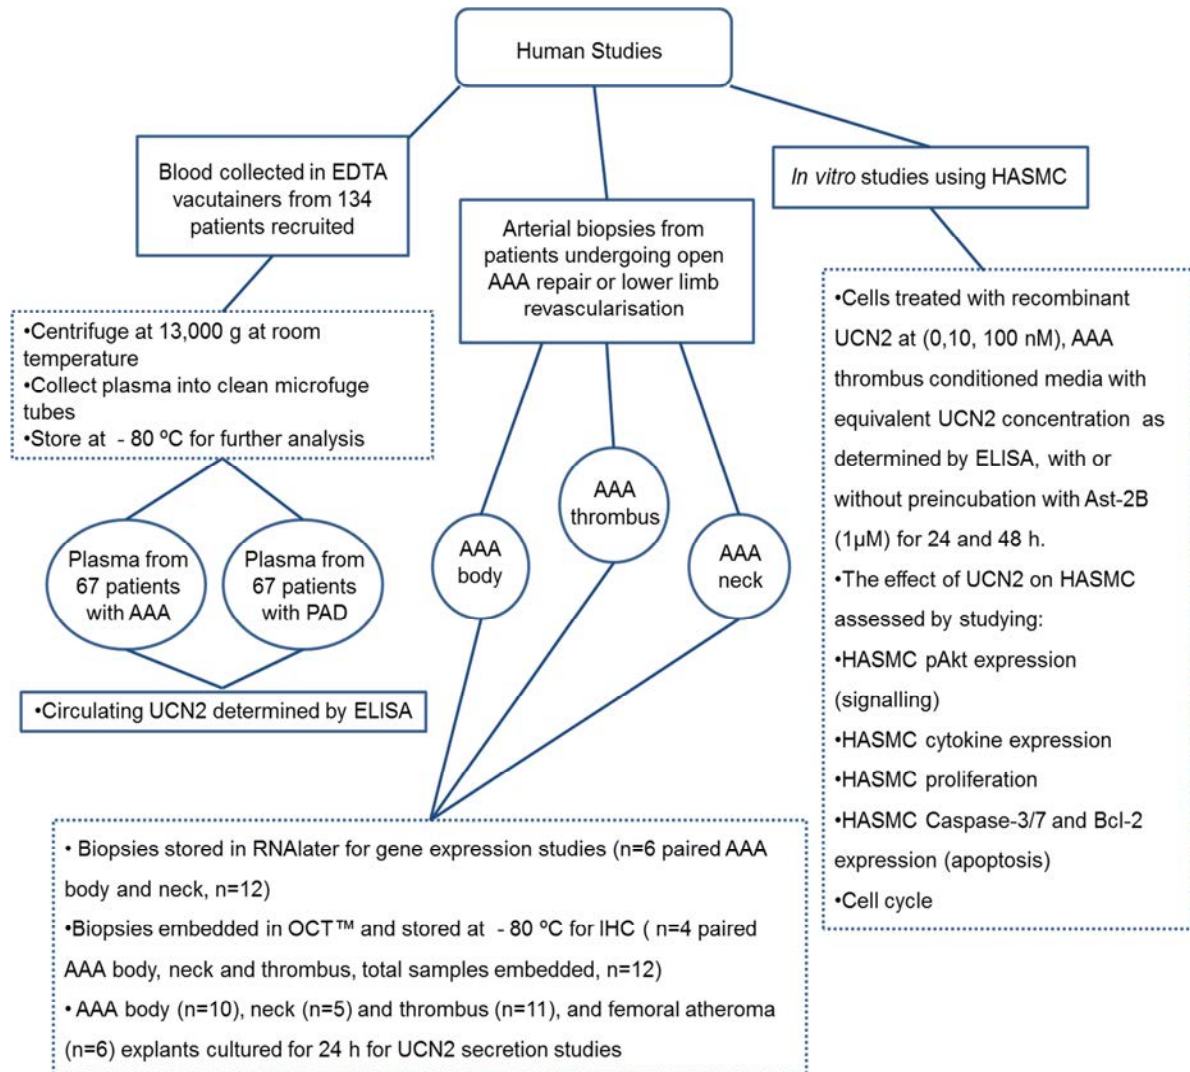 Human Studies
Blood collected in EDTA
vacutainers from 134
patients recruited
•Centrifuge at 13,000 g at room
temperature
•Collect plasma into clean microfuge
tubes
•Store at - 80 ºC for further analysis
Plasma from
67 patients
with AAA
Plasma from
67 patients
with PAD
•Circulating UCN2 determined by ELISA
Arterial biopsies from
patients undergoing open
AAA repair or lower limb
revascularisation
AAA
body
AAA
thrombus
AAA
neck
• Biopsies stored in RNAlater for gene expression studies (n=6 paired AAA
body and neck, n=12)
•Biopsies embedded in OCT™ and stored at - 80 ºC for IHC ( n=4 paired
AAA body, neck and thrombus, total samples embedded, n=12)
• AAA body (n=10), neck (n=5) and thrombus (n=11), and femoral atheroma
(n=6) explants cultured for 24 h for UCN2 secretion studies
In vitro studies using HASMC
•Cells treated with recombinant
UCN2 at (0,10, 100 nM), AAA
thrombus conditioned media with
equivalent UCN2 concentration as
determined by ELISA, with or
without preincubation with Ast-2B
(1µM) for 24 and 48 h.
•The effect of UCN2 on HASMC
assessed by studying:
•HASMC pAkt expression
(signalling)
•HASMC cytokine expression
•HASMC proliferation
•HASMC Caspase-3/7 and Bcl-2
expression (apoptosis)
•Cell cycle